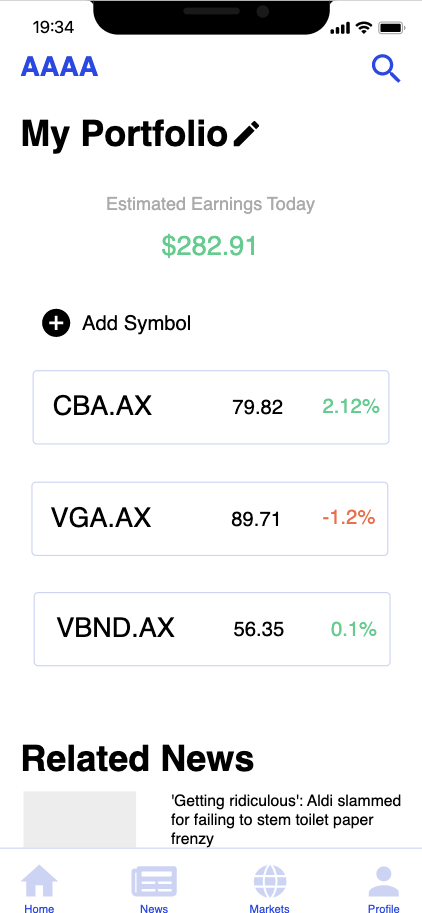 19:34
AAAA
My Portfolio
Estimated Earnings Today
$282.91
Add Symbol
CBA.AX 79.82 2.12%
VGA.AX 89.71 -1.2%
VBND.AX 56.35 0.1%
Related News
'Getting ridiculous': Aldi slammed
for failing to stem toilet paper
frenzy
Home News Markets Profile